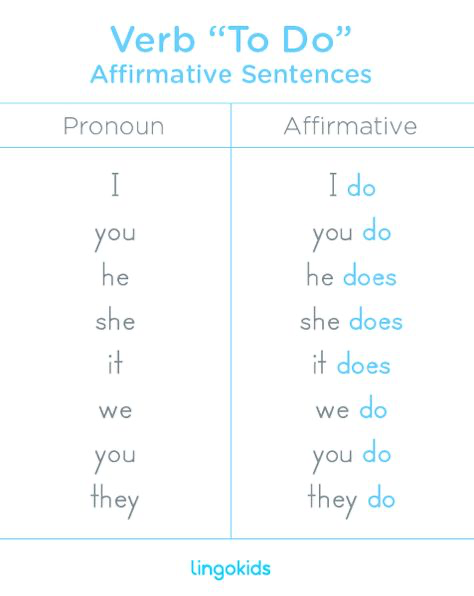 Verb “To Do”
Affirmative Sentences
Pronoun Affirmative
I I do
you you do
he he does
she she does
it it does
we we do
you you do
they they do
lingokids